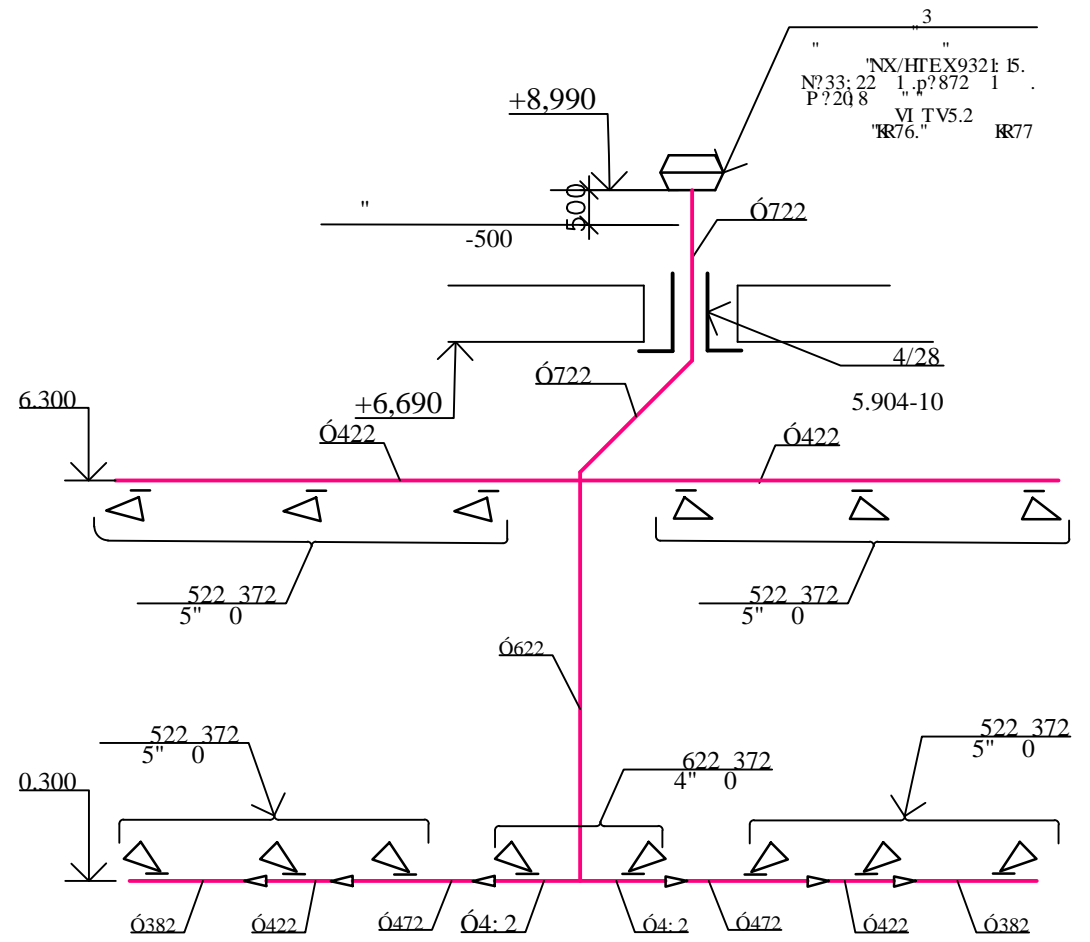 "3
" "
"NX/HTEX9321: 15.
N?33; 22 1 .p?872 1 .
P ?20; 8 " "
VI TV5.2
"KR76." KR77
+8,990
500
"
-500
Ó722
4/28
5.904-10
Ó722
+6,690
6.300
Ó422 Ó422
522 372
5" 0
522 372
5" 0
Ó622
522 372
5" 0
622 372
4" 0
522 372
5" 0
0.300
Ó382 Ó422 Ó472 Ó4: 2 Ó4: 2 Ó472 Ó422 Ó382